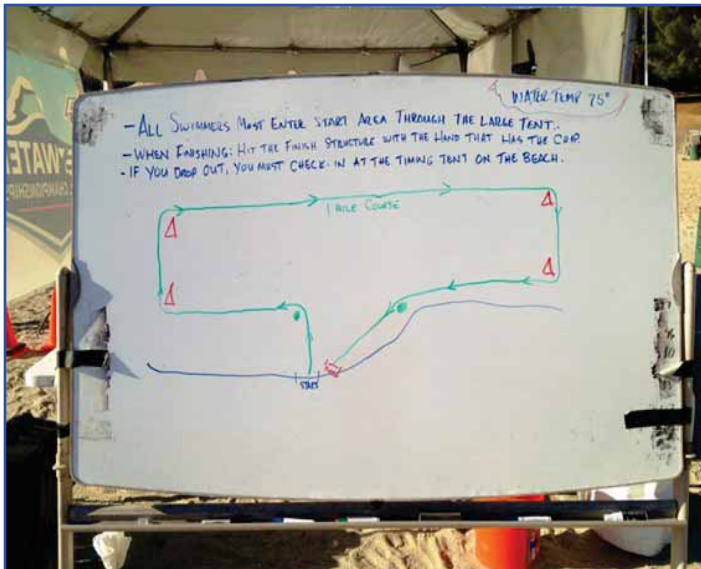 WATER TEMP 75°
- ALL SWIMMERS MUST ENTER START AREA THROUGH THE LARGE TENT.
- WHEN FINISHING: HIT THE FINISH STRUCTURE WITH THE HAND THAT HAS THE CHIP.
- IF YOU DROP OUT, YOU MUST CHECK-IN AT THE TIMING TENT ON THE BEACH.
1 MILE COURSE
START
WATER
CHAMPIONSHIPS